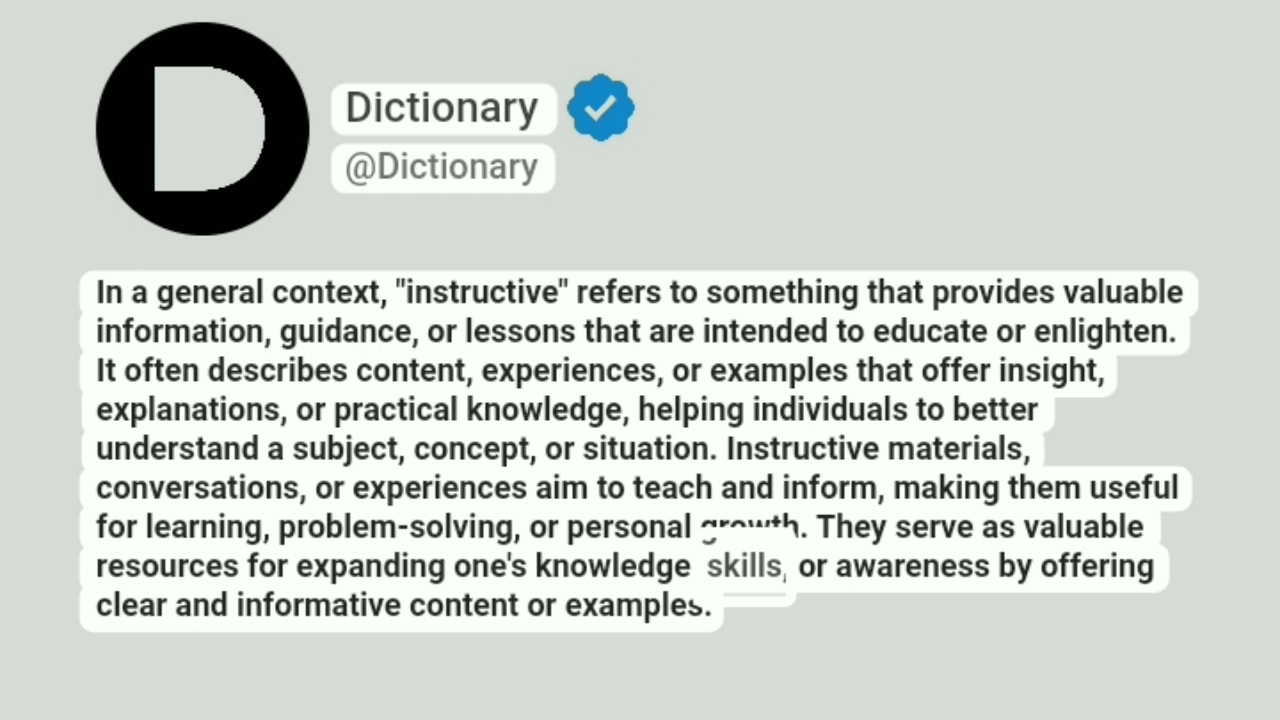 D
Dictionary
@Dictionary
In a general context, "instructive" refers to something that provides valuable
information, guidance, or lessons that are intended to educate or enlighten.
It often describes content, experiences, or examples that offer insight,
explanations, or practical knowledge, helping individuals to better
understand a subject, concept, or situation. Instructive materials,
conversations, or experiences aim to teach and inform, making them useful
for learning, problem-solving, or personal growth. They serve as valuable
resources for expanding one's knowledge skills, or awareness by offering
clear and informative content or examples.